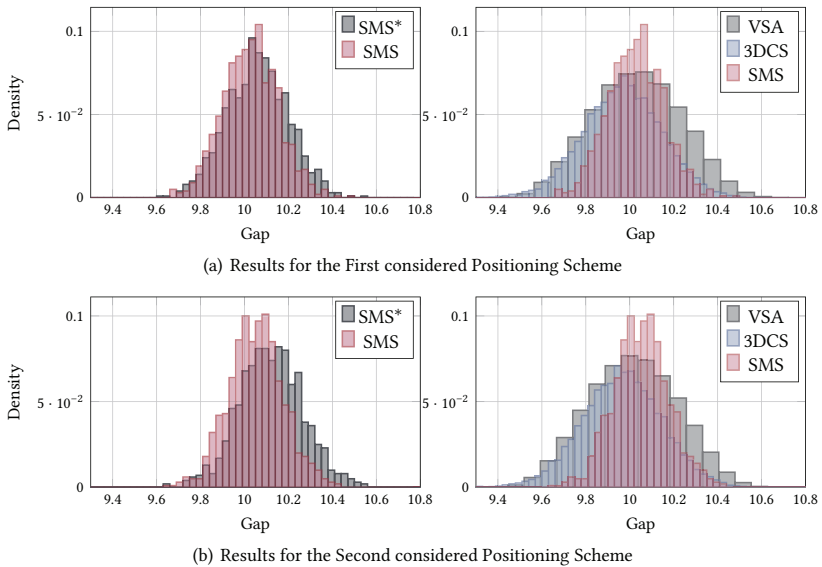 Density
0.1
5 · 10⁻²
0
SMS*
SMS
9.4 9.6 9.8 10 10.2 10.4 10.6 10.8
Gap
0.1
5 · 10⁻²
0
VSA
3DCS
SMS
9.4 9.6 9.8 10 10.2 10.4 10.6 10.8
Gap
(a) Results for the First considered Positioning Scheme
Density
0.1
5 · 10⁻²
0
SMS*
SMS
9.4 9.6 9.8 10 10.2 10.4 10.6 10.8
Gap
0.1
5 · 10⁻²
0
VSA
3DCS
SMS
9.4 9.6 9.8 10 10.2 10.4 10.6 10.8
Gap
(b) Results for the Second considered Positioning Scheme